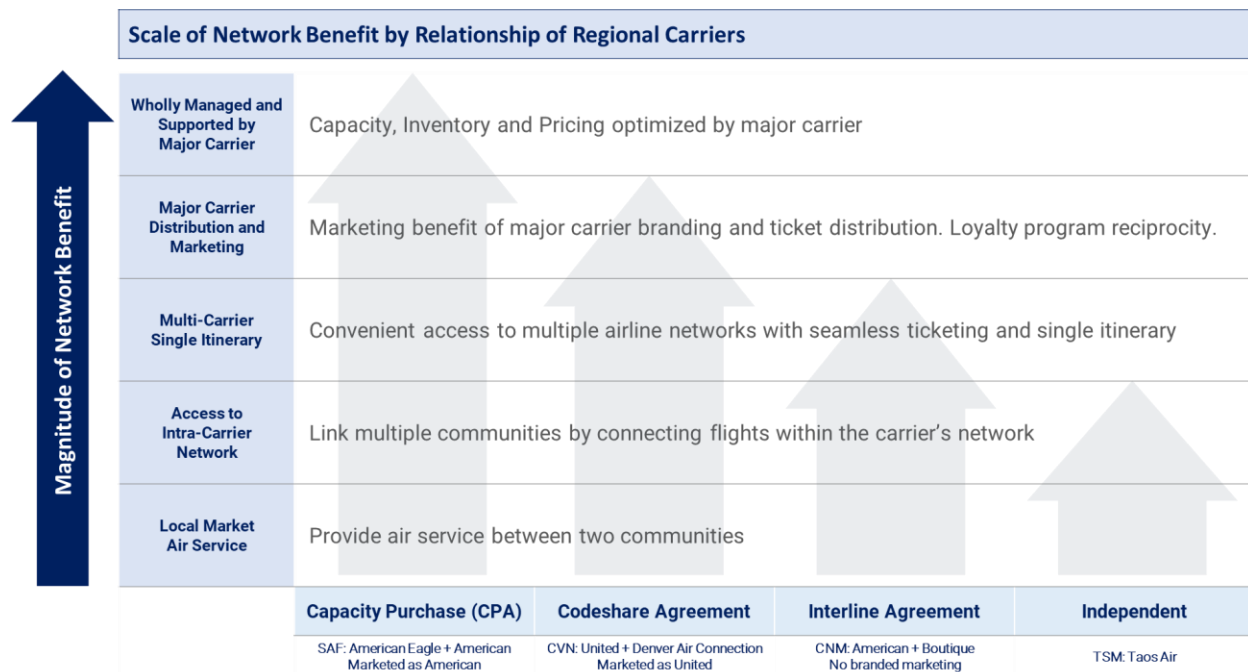 Scale of Network Benefit by Relationship of Regional Carriers
Magnitude of Network Benefit
Wholly Managed and
Supported by
Major Carrier
Capacity, Inventory and Pricing optimized by major carrier
Major Carrier
Distribution and
Marketing
Marketing benefit of major carrier branding and ticket distribution. Loyalty program reciprocity.
Multi-Carrier
Single Itinerary
Convenient access to multiple airline networks with seamless ticketing and single itinerary
Access to
Intra-Carrier
Network
Link multiple communities by connecting flights within the carrier’s network
Local Market
Air Service
Provide air service between two communities
Capacity Purchase (CPA)
Codeshare Agreement
Interline Agreement
Independent
SAF: American Eagle + American
Marketed as American
CVN: United + Denver Air Connection
Marketed as United
CNM: American + Boutique
No branded marketing
TSM: Taos Air